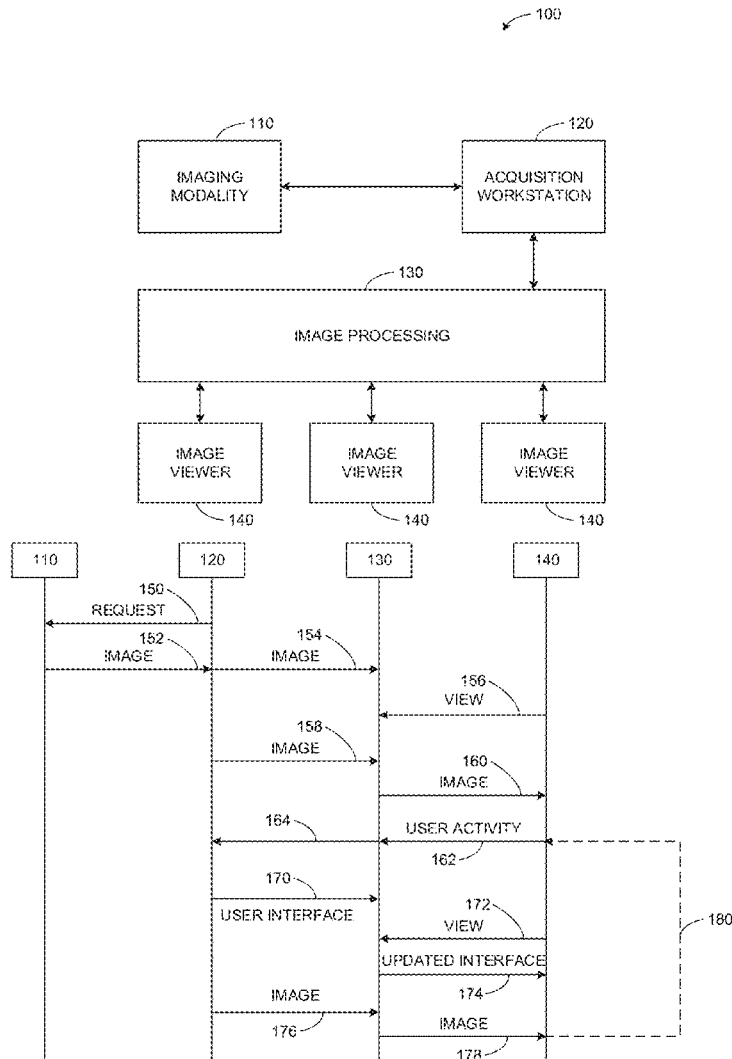 100
110
120
IMAGING
MODALITY
ACQUISITION
WORKSTATION
130
IMAGE PROCESSING
IMAGE
VIEWER
IMAGE
VIEWER
IMAGE
VIEWER
140
140
140
110
120
130
140
150
REQUEST
152
IMAGE
154
IMAGE
156
VIEW
158
IMAGE
160
IMAGE
164
USER ACTIVITY
162
170
USER INTERFACE
172
VIEW
180
UPDATED INTERFACE
174
IMAGE
176
IMAGE
178